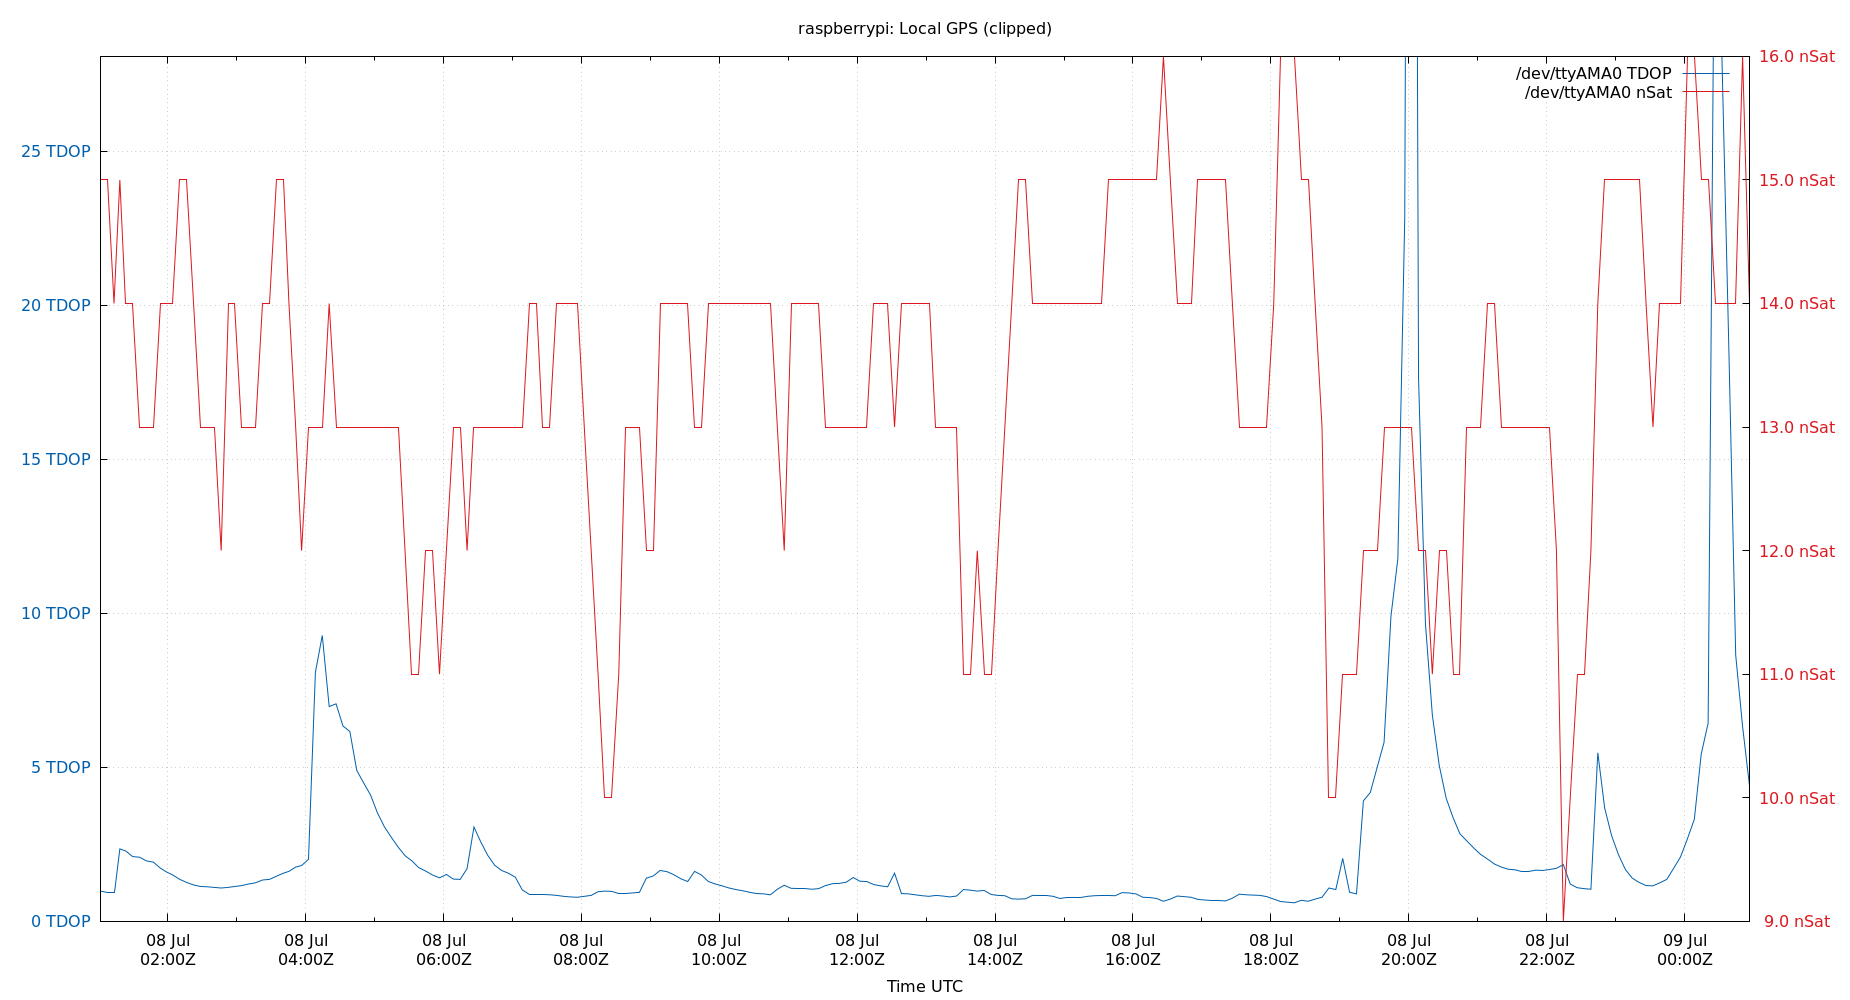 raspberrypi: Local GPS (clipped)
/dev/ttyAMA0 TDOP
/dev/ttyAMA0 nSat
25 TDOP
20 TDOP
15 TDOP
10 TDOP
5 TDOP
0 TDOP
16.0 nSat
15.0 nSat
14.0 nSat
13.0 nSat
12.0 nSat
11.0 nSat
10.0 nSat
9.0 nSat
08 Jul 08 Jul 08 Jul 08 Jul 08 Jul 08 Jul 08 Jul 08 Jul 08 Jul 08 Jul 08 Jul 09 Jul
02:00Z 04:00Z 06:00Z 08:00Z 10:00Z 12:00Z 14:00Z 16:00Z 18:00Z 20:00Z 22:00Z 00:00Z
Time UTC